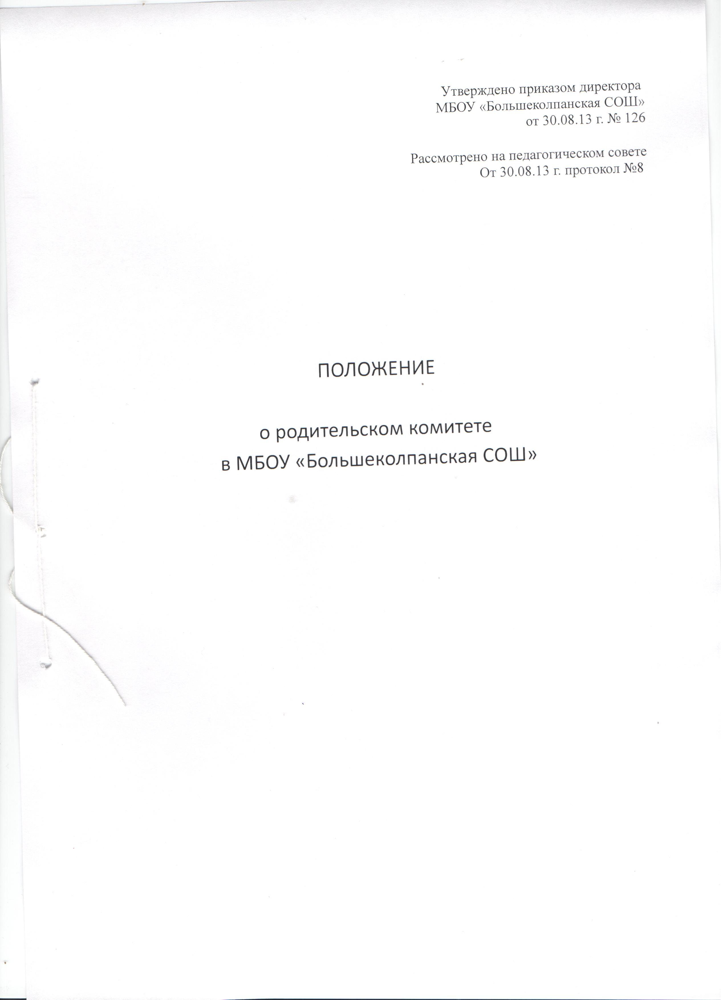 Утверждено приказом директора
МБОУ «Большеколпанская СОШ»
от 30.08.13 г. № 126
Рассмотрено на педагогическом совете
От 30.08.13 г. протокол №8
ПОЛОЖЕНИЕ
о родительском комитете
в МБОУ «Большеколпанская СОШ»